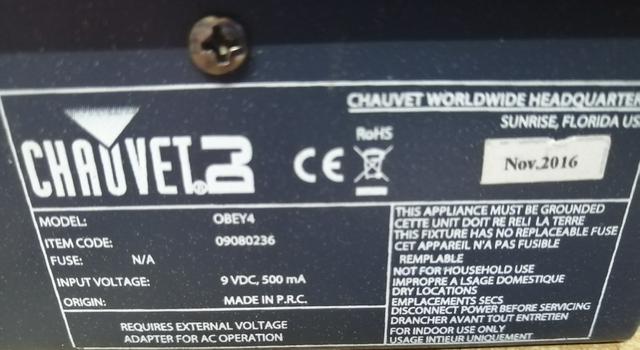 CHAUVET® DJ
CHAUVET WORLDWIDE HEADQUARTER
SUNRISE, FLORIDA US
RoHS
CE
Nov.2016
MODEL: OBEY4
ITEM CODE: 09080236
FUSE: N/A
INPUT VOLTAGE: 9 VDC, 500 mA
ORIGIN: MADE IN P.R.C.
REQUIRES EXTERNAL VOLTAGE
ADAPTER FOR AC OPERATION
THIS APPLIANCE MUST BE GROUNDED
CETTE UNIT DOIT RE RELI LA TERRE
THIS FIXTURE HAS NO REPLACEABLE FUSE
CET APPAREIL N'A PAS FUSIBLE
REMPLABLE
NOT FOR HOUSEHOLD USE
IMPROPRE A LSAGE DOMESTIQUE
DRY LOCATIONS
EMPLACEMENTS SECS
DISCONNECT POWER BEFORE SERVICING
DRANCHER AVANT TOUT ENTRETIEN
FOR INDOOR USE ONLY
USAGE INTIEUR UNIQUEMENT